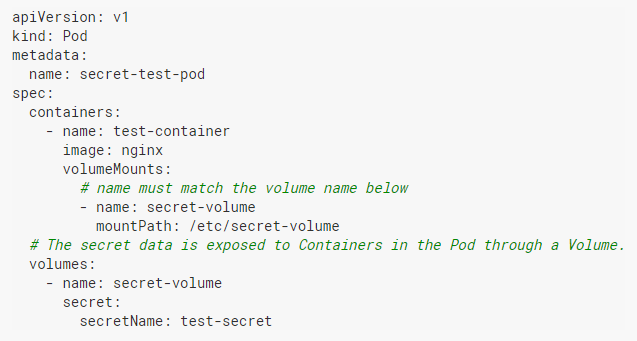 apiVersion: v1
kind: Pod
metadata:
  name: secret-test-pod
spec:
  containers:
    - name: test-container
      image: nginx
      volumeMounts:
        # name must match the volume name below
        - name: secret-volume
          mountPath: /etc/secret-volume
  # The secret data is exposed to Containers in the Pod through a Volume.
  volumes:
    - name: secret-volume
      secret:
        secretName: test-secret